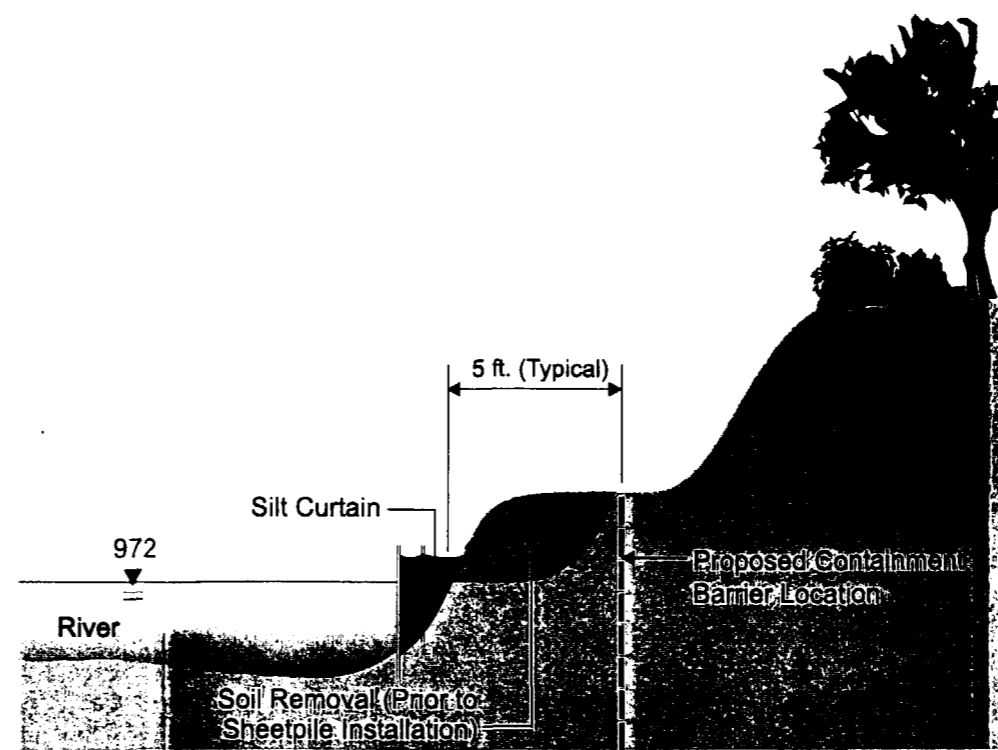 5 ft. (Typical)
Silt Curtain
972
River
Proposed Containment
Barrier Location
Soil Removal (Prior to
Sheetpile Installation)